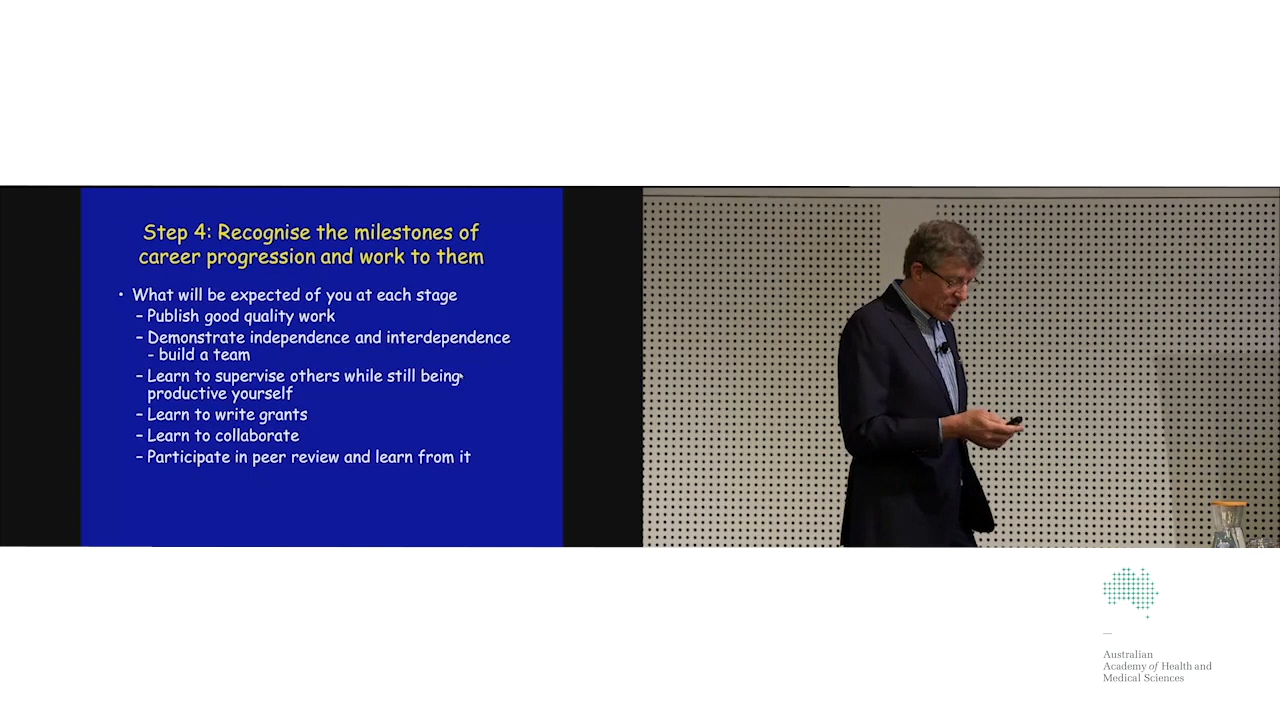 Step 4: Recognise the milestones of
career progression and work to them
• What will be expected of you at each stage
– Publish good quality work
– Demonstrate independence and interdependence
- build a team
– Learn to supervise others while still being
productive yourself
– Learn to write grants
– Learn to collaborate
– Participate in peer review and learn from it
Australian
Academy of Health and
Medical Sciences